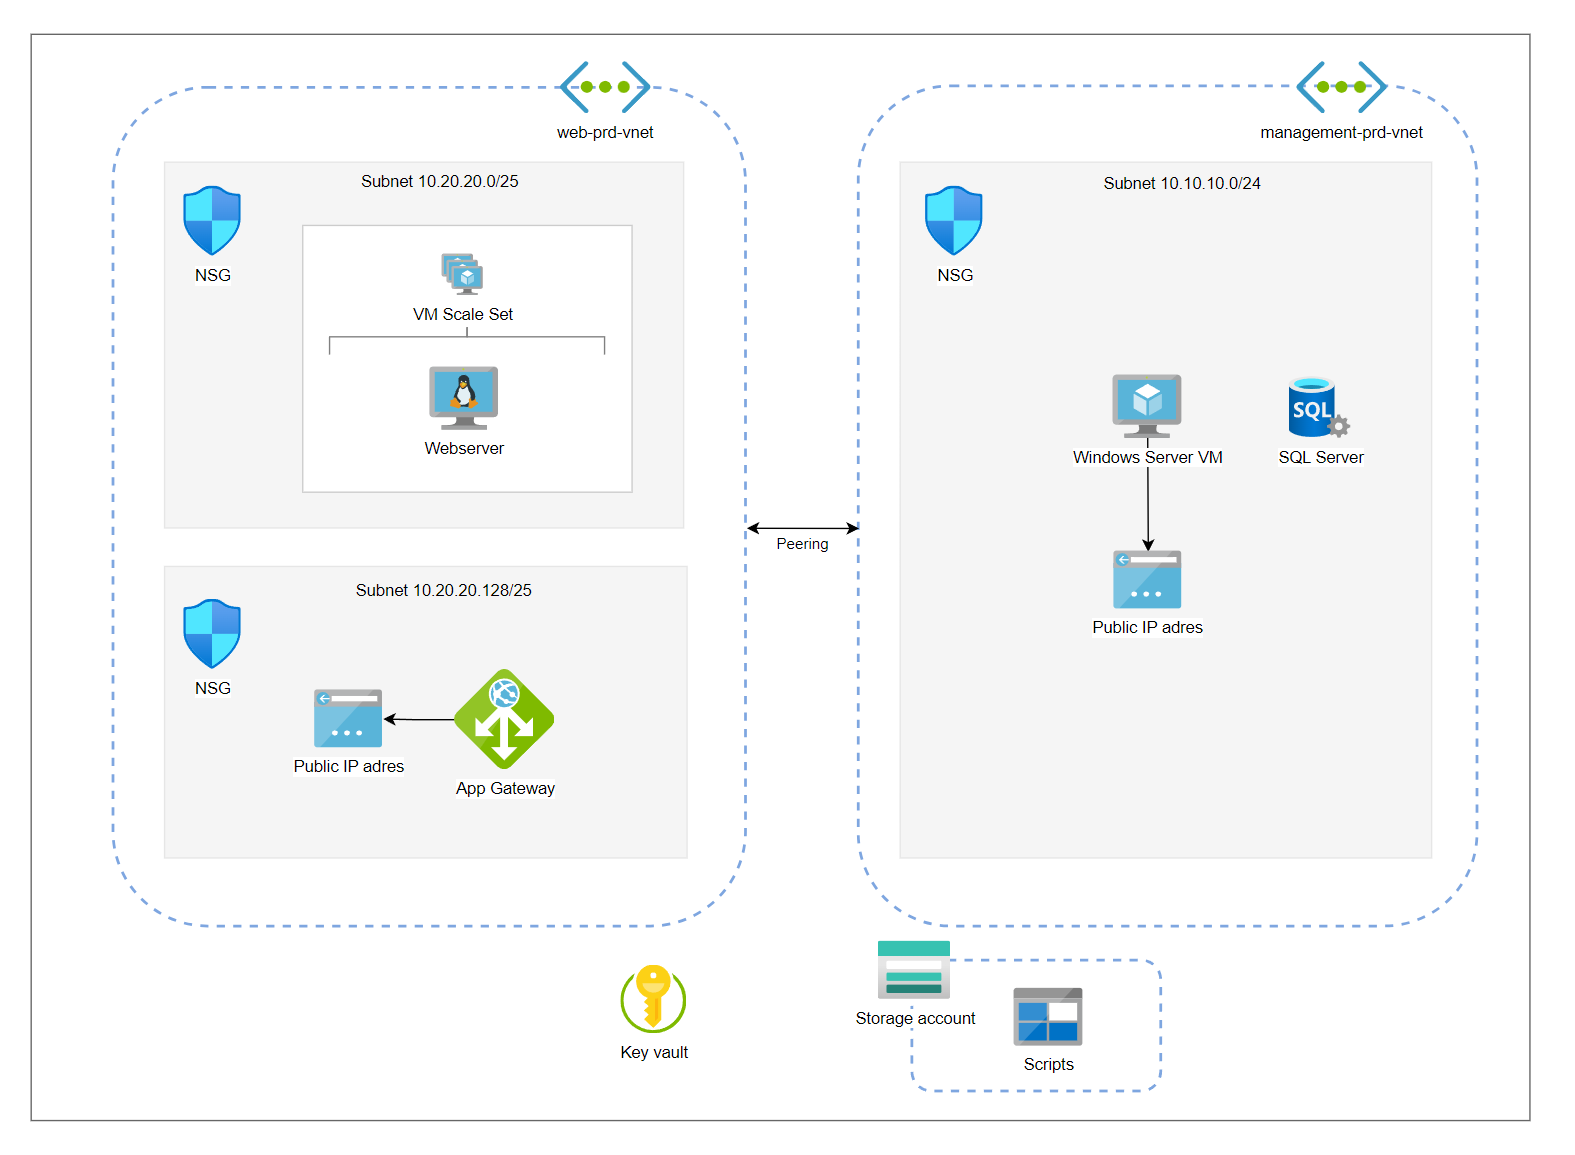 web-prd-vnet
Subnet 10.20.20.0/25
NSG
VM Scale Set
Webserver
Subnet 10.20.20.128/25
NSG
Public IP adres
App Gateway
Peering
management-prd-vnet
Subnet 10.10.10.0/24
NSG
Windows Server VM
SQL
SQL Server
Public IP adres
Key vault
Storage account
Scripts